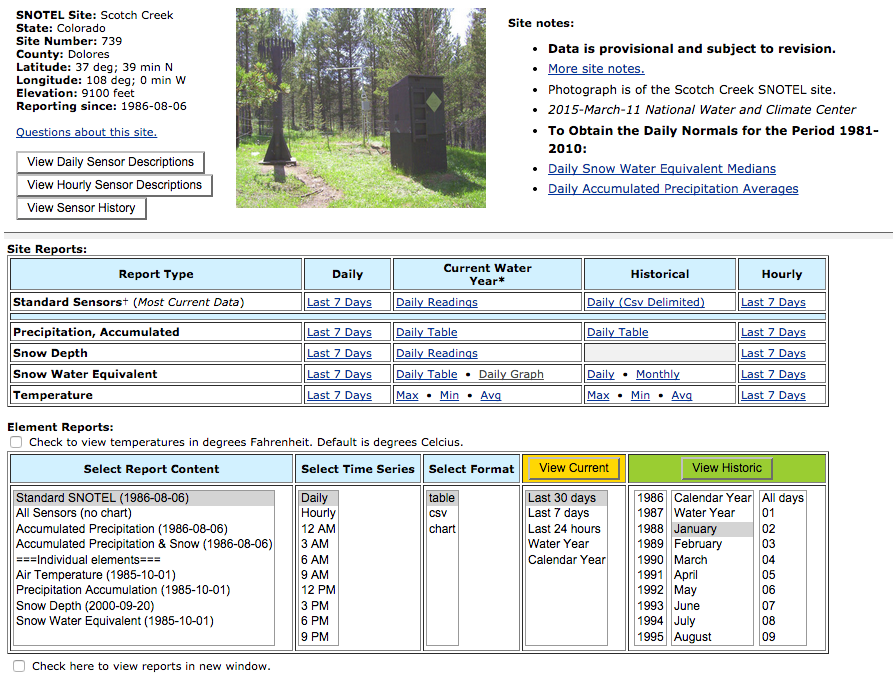 SNOTEL Site: Scotch Creek
State: Colorado
Site Number: 739
County: Dolores
Latitude: 37 deg; 39 min N
Longitude: 108 deg; 0 min W
Elevation: 9100 feet
Reporting since: 1986-08-06
Questions about this site.
View Daily Sensor Descriptions
View Hourly Sensor Descriptions
View Sensor History
Site notes:
• Data is provisional and subject to revision.
• More site notes.
• Photograph is of the Scotch Creek SNOTEL site.
• 2015-March-11 National Water and Climate Center
• To Obtain the Daily Normals for the Period 1981-
2010:
• Daily Snow Water Equivalent Medians
• Daily Accumulated Precipitation Averages
Site Reports:
Report Type Daily Current Water Year* Historical Hourly
Standard Sensors† (Most Current Data) Last 7 Days Daily Readings Daily (Csv Delimited) Last 7 Days
Precipitation, Accumulated Last 7 Days Daily Table Daily Table Last 7 Days
Snow Depth Last 7 Days Daily Readings Last 7 Days
Snow Water Equivalent Last 7 Days Daily Table • Daily Graph Daily • Monthly Last 7 Days
Temperature Last 7 Days Max • Min • Avg Max • Min • Avg Last 7 Days
Element Reports:
Check to view temperatures in degrees Fahrenheit. Default is degrees Celcius.
Select Report Content Select Time Series Select Format View Current View Historic
Standard SNOTEL (1986-08-06) Daily table Last 30 days 1986 Calendar Year All days
All Sensors (no chart) Hourly csv Last 7 days 1987 Water Year 01
Accumulated Precipitation (1986-08-06) 12 AM chart Last 24 hours 1988 January 02
Accumulated Precipitation & Snow (1986-08-06) 3 AM Water Year 1989 February 03
===Individual elements=== 6 AM Calendar Year 1990 March 04
Air Temperature (1985-10-01) 9 AM 1991 April 05
Precipitation Accumulation (1985-10-01) 12 PM 1992 May 06
Snow Depth (2000-09-20) 3 PM 1993 June 07
Snow Water Equivalent (1985-10-01) 6 PM 1994 July 08
9 PM 1995 August 09
Check here to view reports in new window.